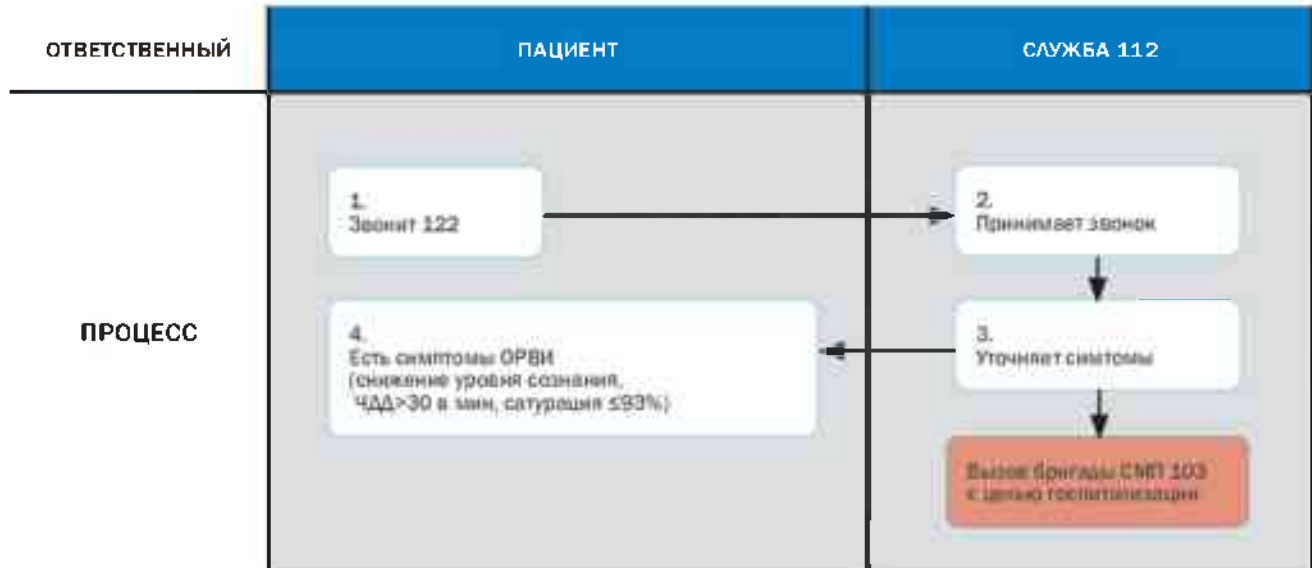 ОТВЕТСТВЕННЫЙ
ПАЦИЕНТ
СЛУЖБА 112
ПРОЦЕСС
1.
Звонит 122
2.
Принимает звонок
4.
Есть симптомы ОРВИ
(снижение уровня сознания,
ЧДД>30 в мин, сатурация ≤93%)
3.
Уточняет симтомы
Вызов бригады СМП 103
с целью госпитализации